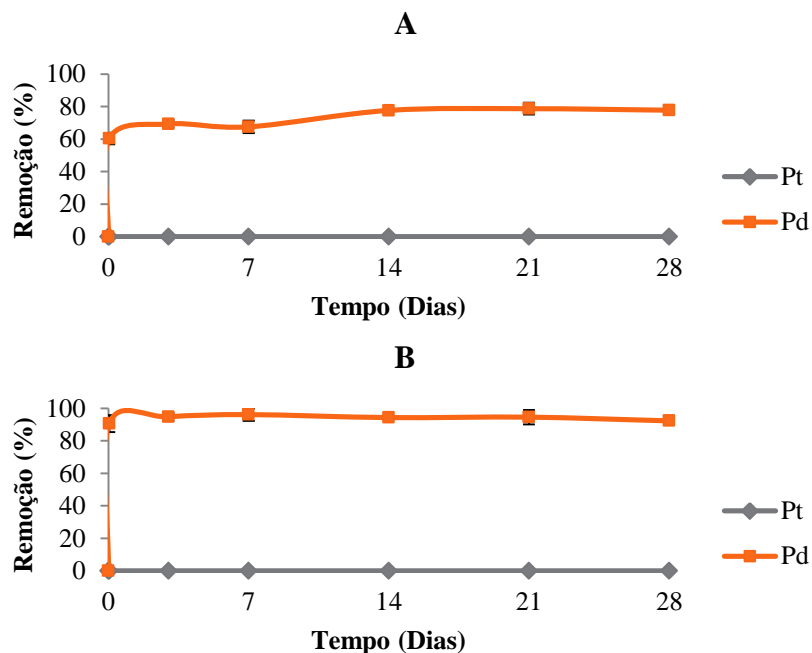 A
100
80
60
40
20
0
Remoção (%)
0 7 14 21 28
Tempo (Dias)
Pt
Pd
B
100
80
60
40
20
0
Remoção (%)
0 7 14 21 28
Tempo (Dias)
Pt
Pd